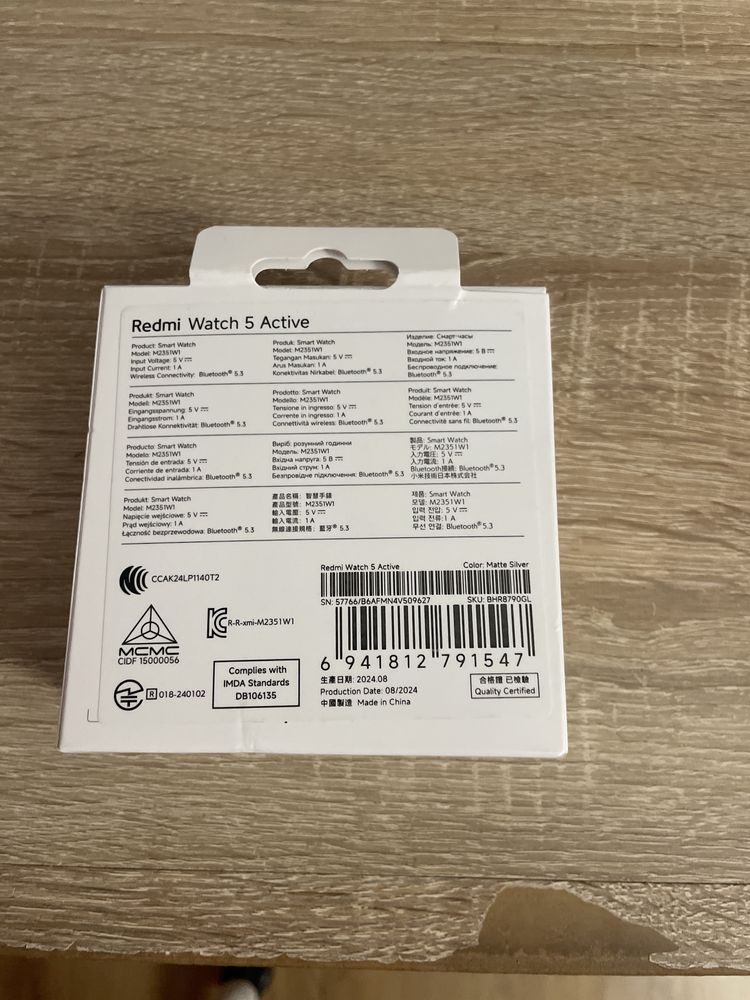 Redmi Watch 5 Active
Product: Smart Watch
Model: M2351W1
Input Voltage: 5 V ⎓
Input Current: 1 A
Wireless Connectivity: Bluetooth® 5.3
Produk: Smart Watch
Model: M2351W1
Tegangan Masukan: 5 V ⎓
Arus Masukan: 1 A
Konektivitas Nirkabel: Bluetooth® 5.3
Изделие: Смарт-часы
Модель: M2351W1
Входное напряжение: 5 В ⎓
Входной ток: 1 А
Беспроводное подключение:
Bluetooth® 5.3
Produkt: Smart Watch
Modell: M2351W1
Eingangsspannung: 5 V ⎓
Eingangsstrom: 1 A
Drahtlose Konnektivität: Bluetooth® 5.3
Prodotto: Smart Watch
Modello: M2351W1
Tensione in ingresso: 5 V ⎓
Corrente in ingresso: 1 A
Connettività wireless: Bluetooth® 5.3
Produit: Smart Watch
Modèle: M2351W1
Tension d'entrée: 5 V ⎓
Courant d'entrée: 1 A
Connectivité sans fil: Bluetooth® 5.3
Producto: Smart Watch
Modelo: M2351W1
Tensión de entrada: 5 V ⎓
Corriente de entrada: 1 A
Conectividad inalámbrica: Bluetooth® 5.3
Виріб: розумний годинник
Модель: M2351W1
Вхідна напруга: 5 В ⎓
Вхідний струм: 1 А
Безпровідне підключення: Bluetooth® 5.3
製品: Smart Watch
モデル: M2351W1
入力電圧: 5 V ⎓
入力電流: 1 A
Bluetooth接続: Bluetooth® 5.3
小米技術日本株式会社
Produkt: Smart Watch
Model: M2351W1
Napięcie wejściowe: 5 V ⎓
Prąd wejściowy: 1 A
Łączność bezprzewodowa: Bluetooth® 5.3
產品名稱: 智慧手錶
產品型號: M2351W1
輸入電壓: 5 V ⎓
輸入電流: 1 A
無線連接規格: 藍牙® 5.3
제품: Smart Watch
모델: M2351W1
입력 전압: 5 V ⎓
입력 전류: 1 A
무선 연결: Bluetooth® 5.3
CCAK24LP1140T2
MCMC
CIDF 15000056
R-R-xmi-M2351W1
R 018-240102
Complies with
IMDA Standards
DB106135
Redmi Watch 5 Active Color: Matte Silver
SN: 57766/B6AFMN4V509627 SKU: BHR8790GL
6 941812 791547
生產日期: 2024.08
Production Date: 08/2024
中國製造 Made in China
合格證 已檢驗
Quality Certified